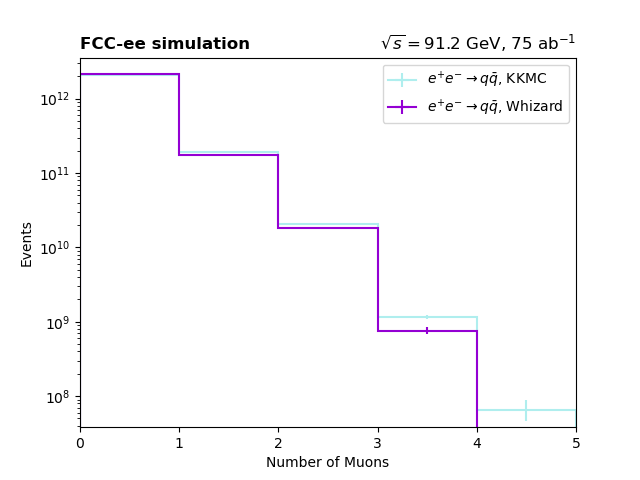 FCC-ee simulation
√s = 91.2 GeV, 75 ab⁻¹
e⁺e⁻ → qq̄, KKMC
e⁺e⁻ → qq̄, Whizard
10¹²
10¹¹
10¹⁰
10⁹
10⁸
Events
0 1 2 3 4 5
Number of Muons